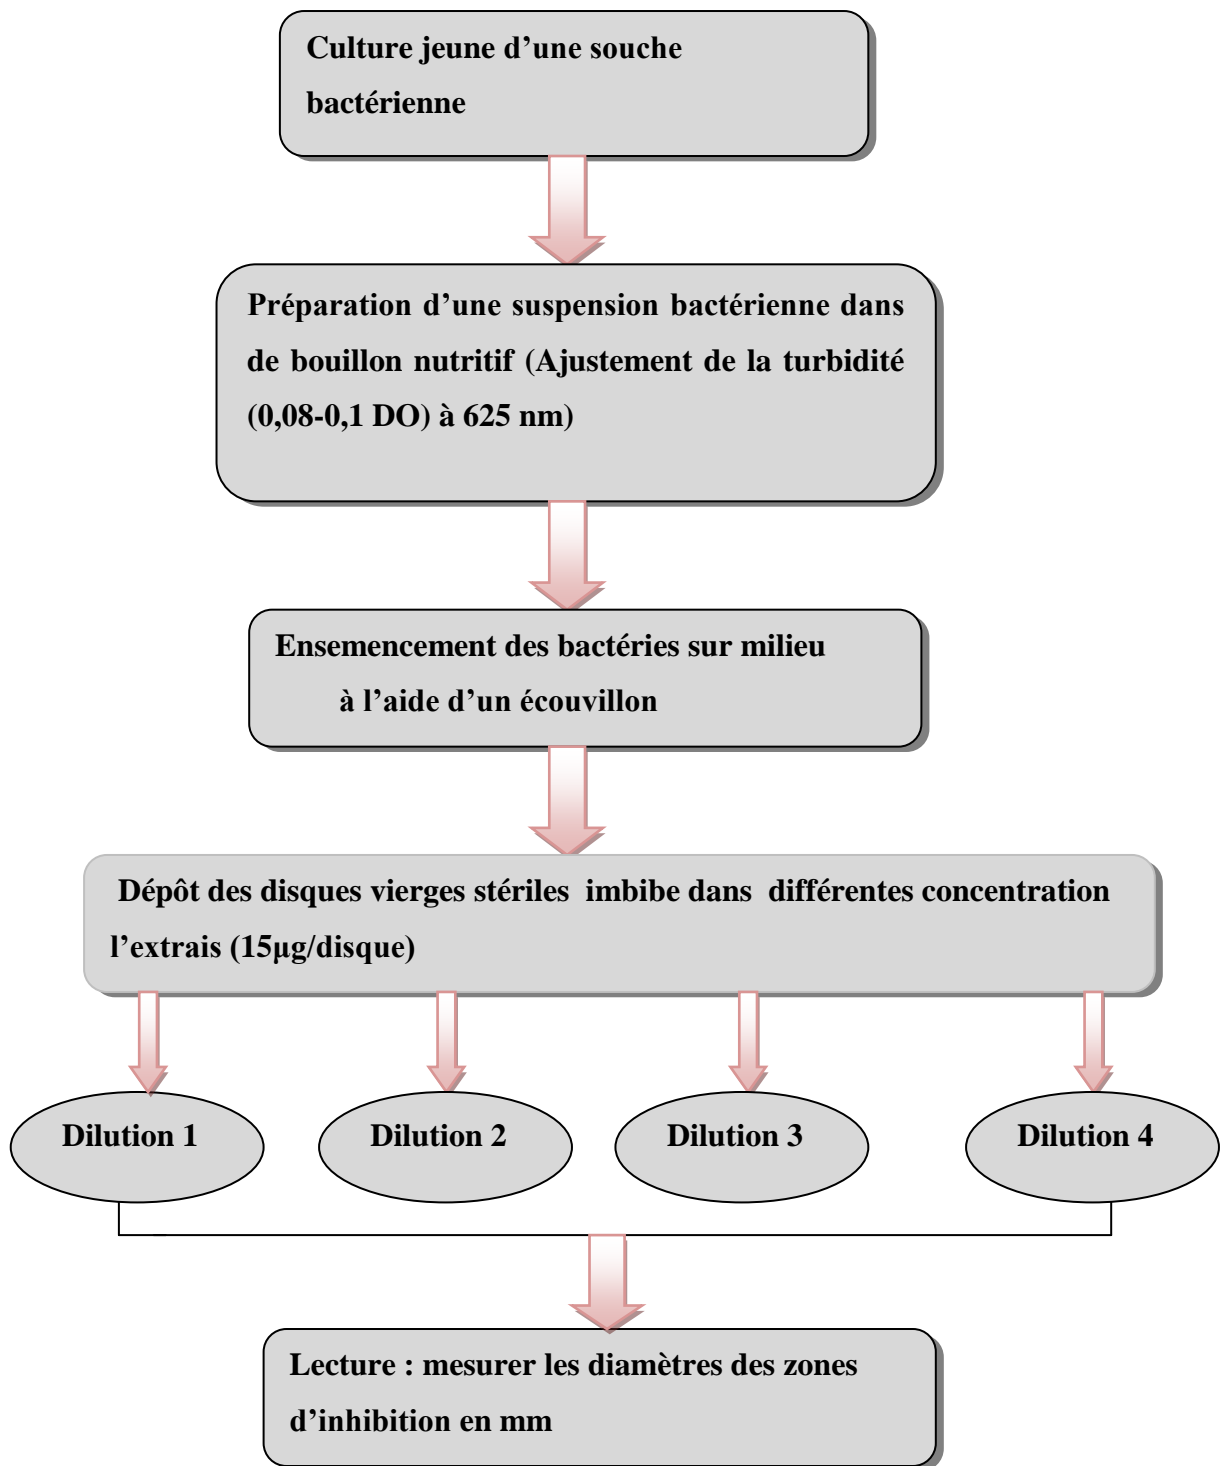 Culture jeune d’une souche
bactérienne
Préparation d’une suspension bactérienne dans
de bouillon nutritif (Ajustement de la turbidité
(0,08-0,1 DO) à 625 nm)
Ensemencement des bactéries sur milieu
à l’aide d’un écouvillon
Dépôt des disques vierges stériles imbibe dans différentes concentration
l’extrais (15µg/disque)
Dilution 1
Dilution 2
Dilution 3
Dilution 4
Lecture : mesurer les diamètres des zones
d’inhibition en mm